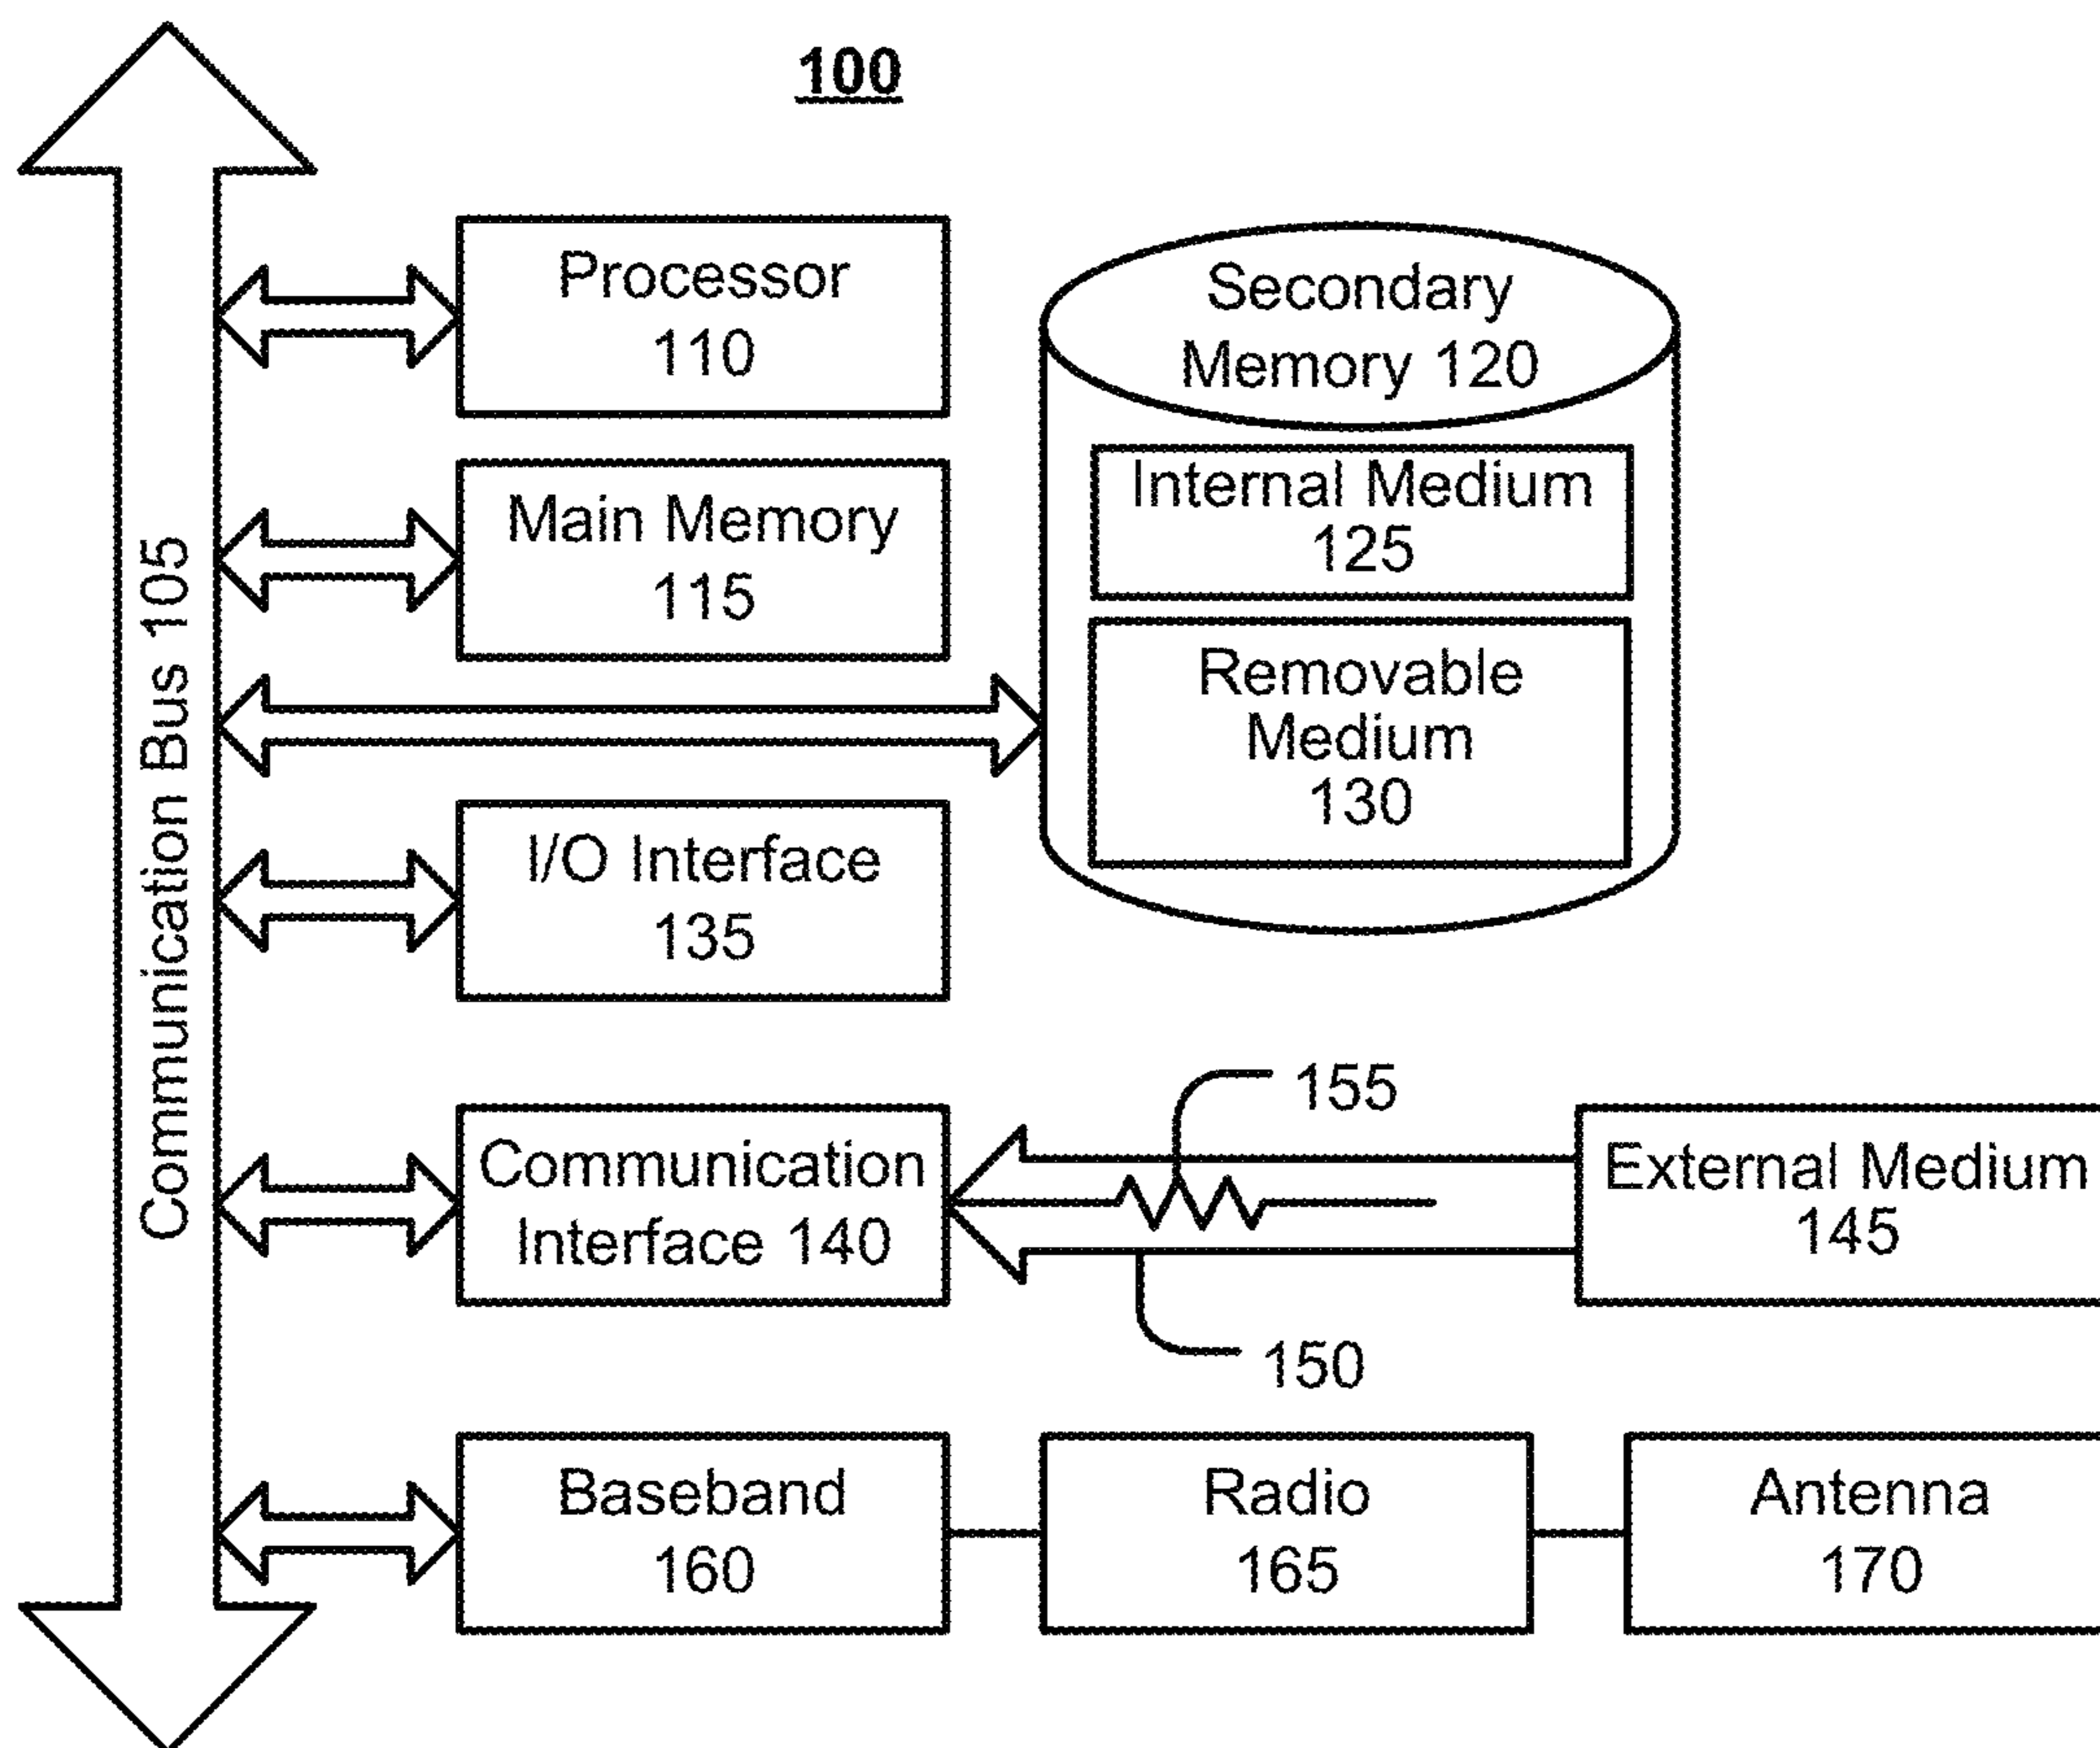 100
Communication Bus 105
Processor
110
Main Memory
115
Secondary
Memory 120
Internal Medium
125
Removable
Medium
130
I/O Interface
135
Communication
Interface 140
155
150
External Medium
145
Baseband
160
Radio
165
Antenna
170